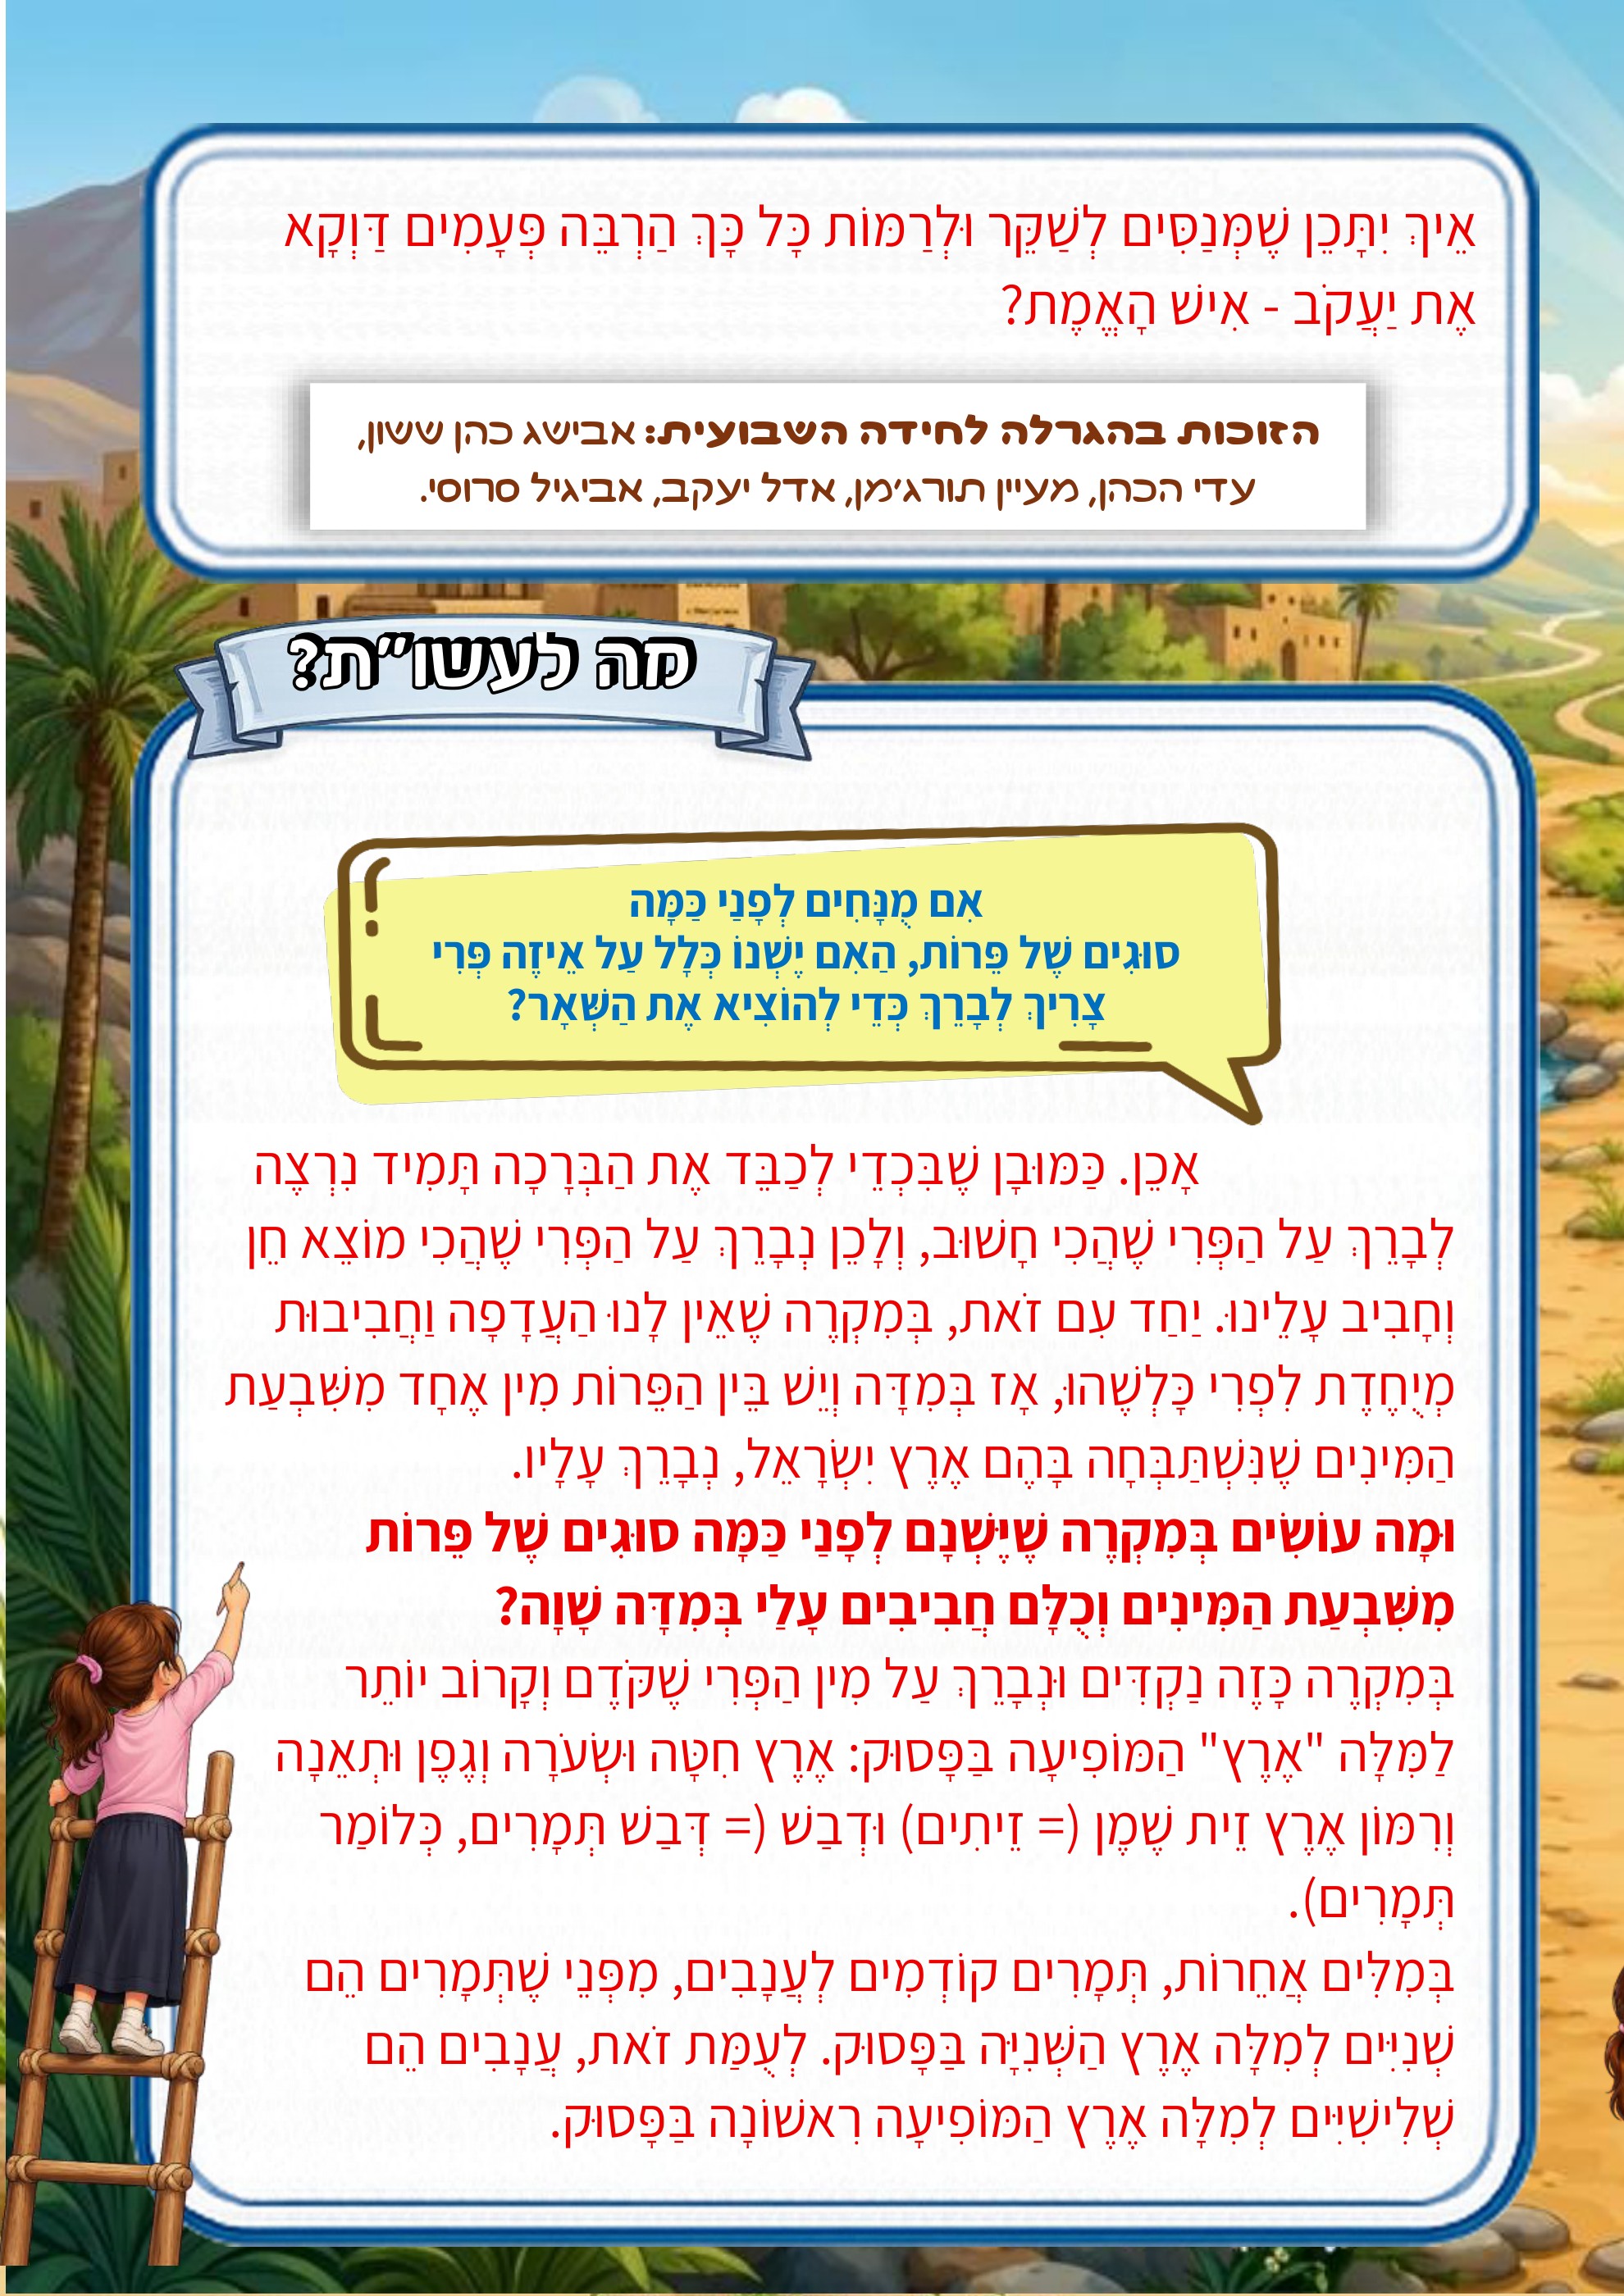 אֵיךְ יִתָּכֵן שֶׁמְּנַסִּים לְשַׁקֵּר וּלְרַמּוֹת כָּל כָּךְ הַרְבֵּה פְּעָמִים דַּוְקָא
אֶת יַעֲקֹב - אִישׁ הָאֱמֶת?
הזוכות בהגרלה לחידה השבועית: אבישג כהן ששון,
עדי הכהן, מעיין תורג'מן, אדל יעקב, אביגיל סרוסי.
מה לעשו"ת?
אִם מֻנָּחִים לְפָנַי כַּמָּה
סוּגִים שֶׁל פֵּרוֹת, הַאִם יֶשְׁנוֹ כְּלָל עַל אֵיזֶה פְּרִי
צָרִיךְ לְבָרֵךְ כְּדֵי לְהוֹצִיא אֶת הַשְּׁאָר?
אָכֵן. כַּמּוּבָן שֶׁבִּכְדֵי לְכַבֵּד אֶת הַבְּרָכָה תָּמִיד נִרְצֶה
לְבָרֵךְ עַל הַפְּרִי שֶׁהֲכִי חָשׁוּב, וְלָכֵן נְבָרֵךְ עַל הַפְּרִי שֶׁהֲכִי מוֹצֵא חֵן
וְחָבִיב עָלֵינוּ. יַחַד עִם זֹאת, בְּמִקְרֶה שֶׁאֵין לָנוּ הַעֲדָפָה וַחֲבִיבוּת
מְיֻחֶדֶת לִפְרִי כָּלְשֶׁהוּ, אָז בְּמִדָּה וְיֵשׁ בֵּין הַפֵּרוֹת מִין אֶחָד מִשִּׁבְעַת
הַמִּינִים שֶׁנִּשְׁתַּבְּחָה בָּהֶם אֶרֶץ יִשְׂרָאֵל, נְבָרֵךְ עָלָיו.
וּמָה עוֹשִׂים בְּמִקְרֶה שֶׁיֶּשְׁנָם לְפָנַי כַּמָּה סוּגִים שֶׁל פֵּרוֹת
מִשִּׁבְעַת הַמִּינִים וְכֻלָּם חֲבִיבִים עָלַי בְּמִדָּה שָׁוָה?
בְּמִקְרֶה כָּזֶה נַקְדִּים וּנְבָרֵךְ עַל מִין הַפְּרִי שֶׁקֹּדֶם וְקָרוֹב יוֹתֵר
לַמִּלָּה "אֶרֶץ" הַמּוֹפִיעָה בַּפָּסוּק: אֶרֶץ חִטָּה וּשְׂעֹרָה וְגֶפֶן וּתְאֵנָה
וְרִמּוֹן אֶרֶץ זֵית שֶׁמֶן (= זֵיתִים) וּדְבַשׁ (= דְּבַשׁ תְּמָרִים, כְּלוֹמַר
תְּמָרִים).
בְּמִלִּים אֲחֵרוֹת, תְּמָרִים קוֹדְמִים לְעֲנָבִים, מִפְּנֵי שֶׁתְּמָרִים הֵם
שְׁנִיִּים לְמִלָּה אֶרֶץ הַשְּׁנִיָּה בַּפָּסוּק. לְעֻמַּת זֹאת, עֲנָבִים הֵם
שְׁלִישִׁיִּים לְמִלָּה אֶרֶץ הַמּוֹפִיעָה רִאשׁוֹנָה בַּפָּסוּק.